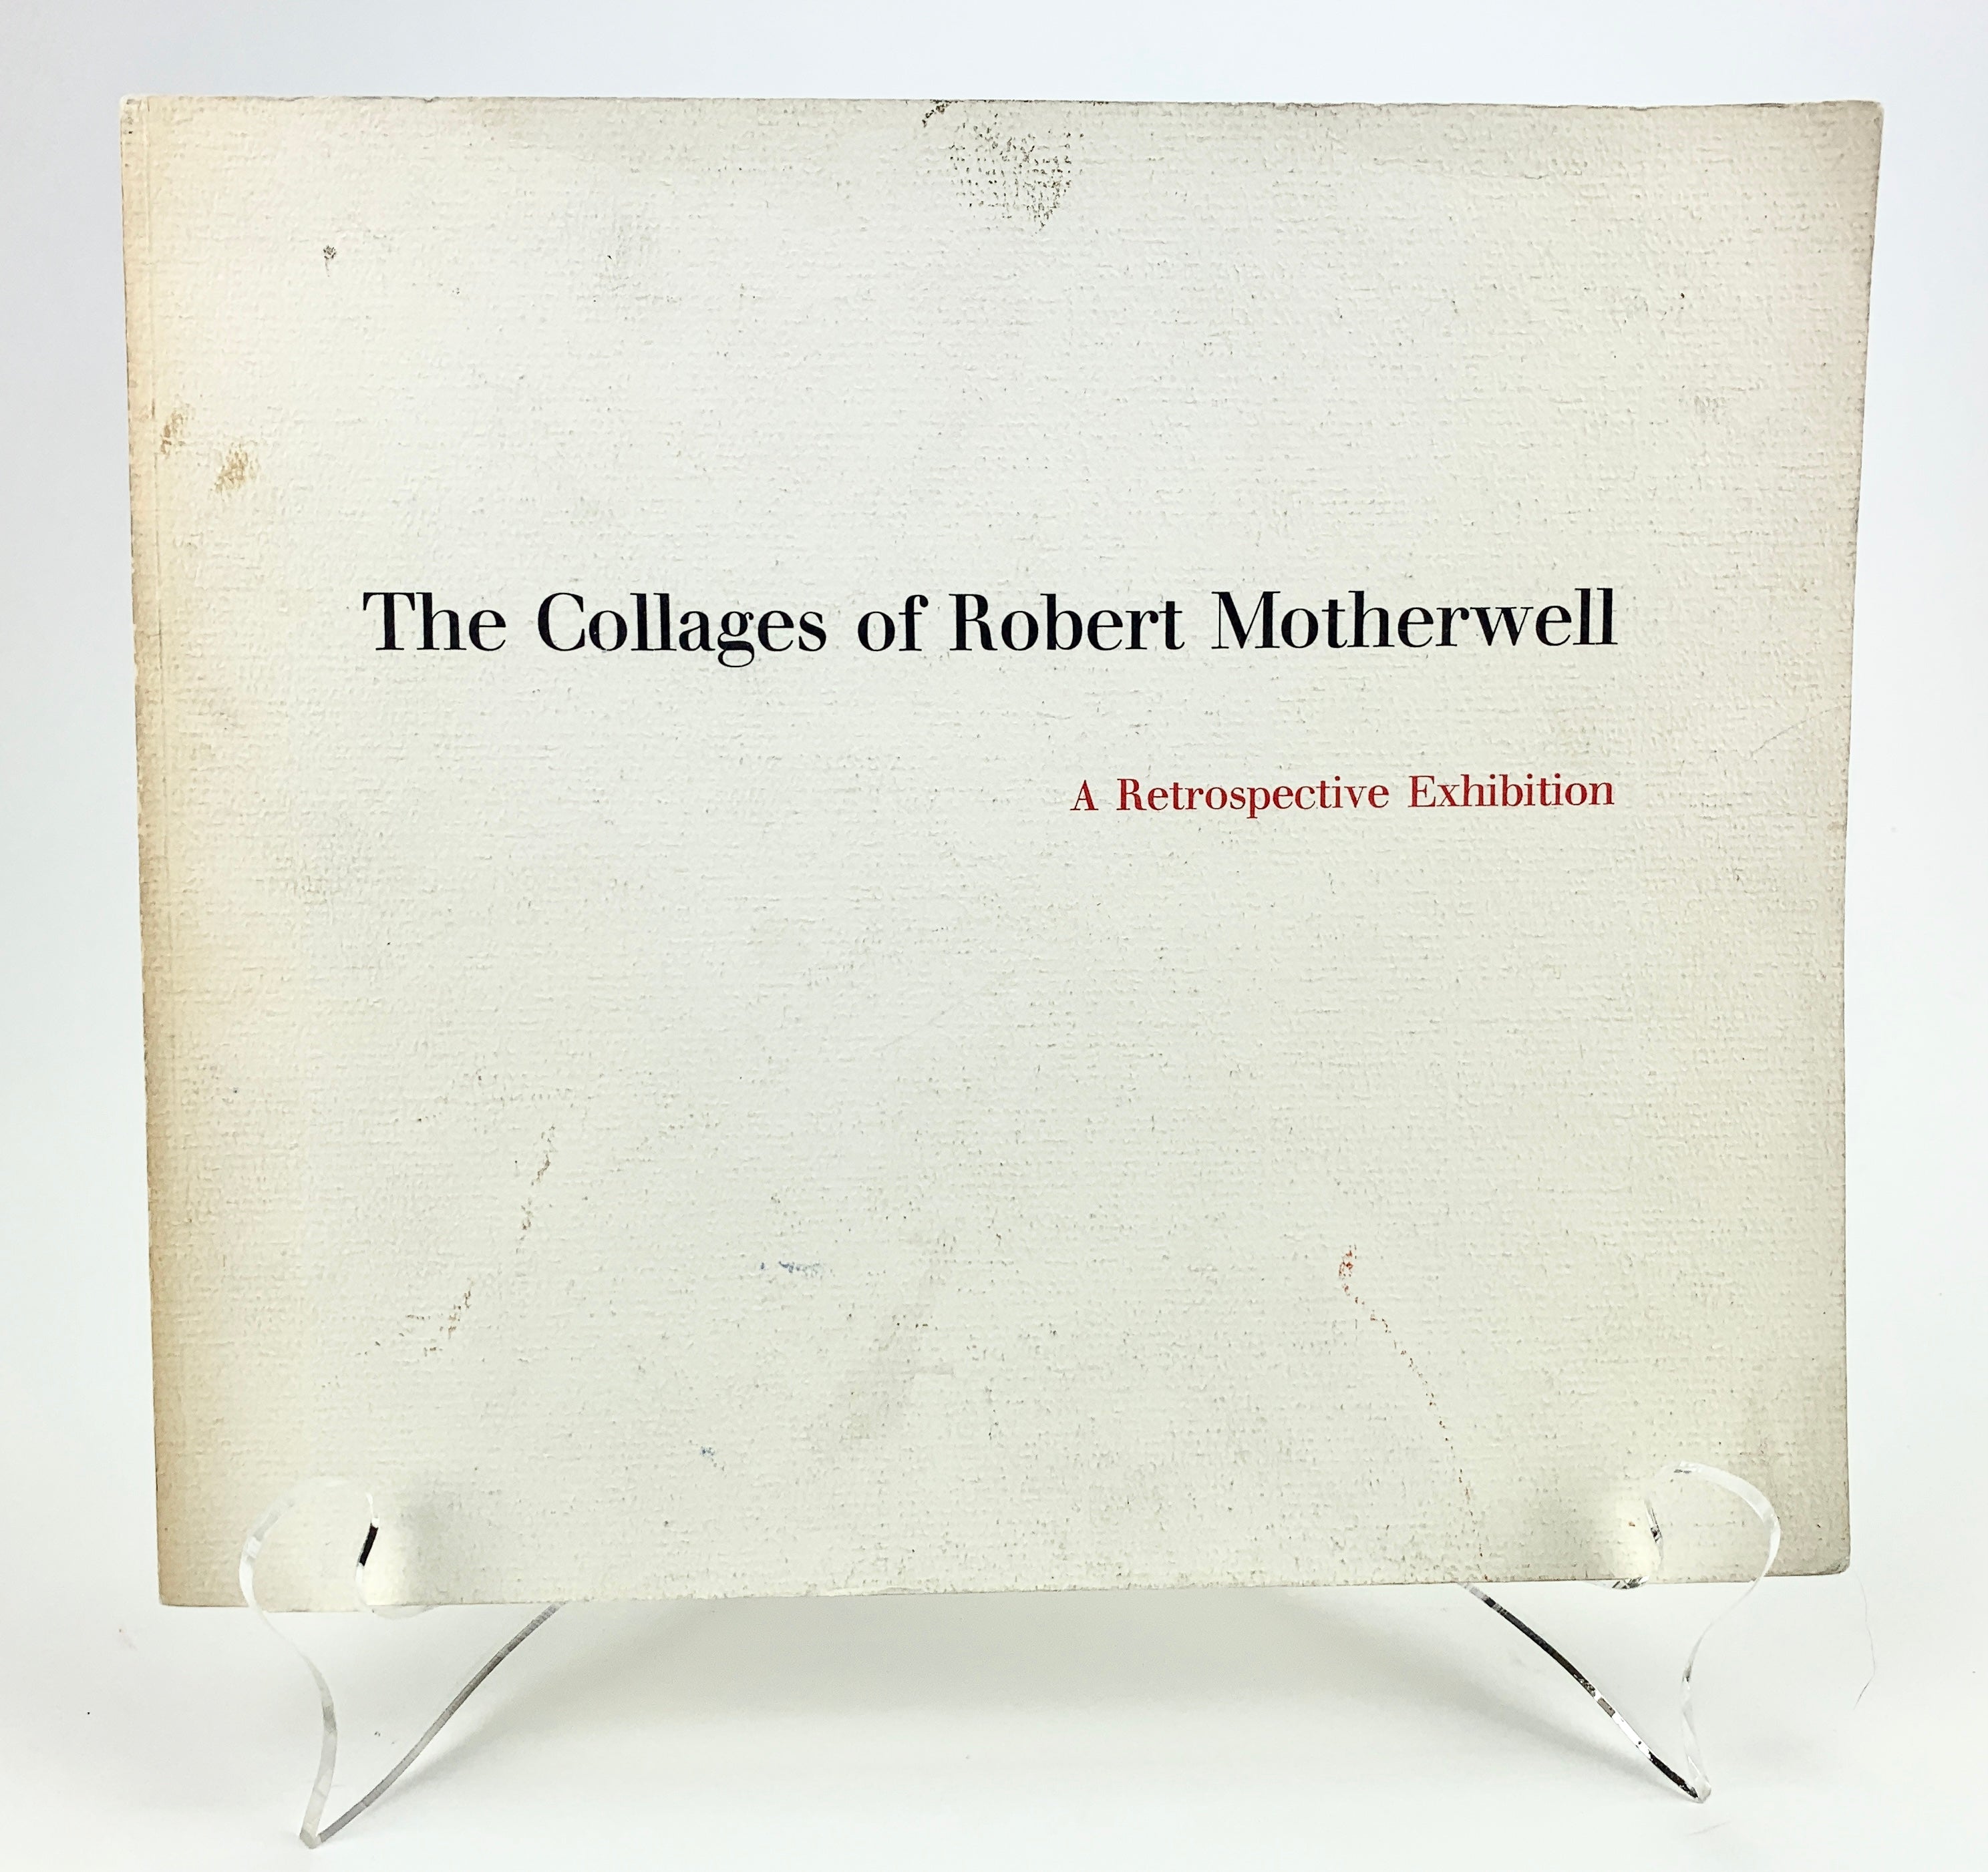 The Collages of Robert Motherwell
A Retrospective Exhibition